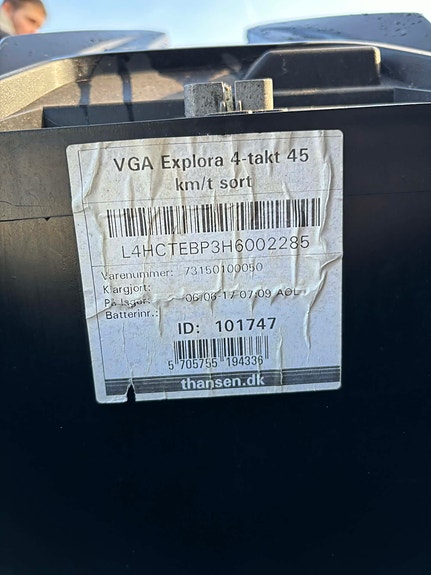 VGA Explora 4-takt 45
km/t sort
L4HCTEBP3H6002285
Varenummer: 73150100050
Klargjort:
På lager: 06-06-17 07:09 AOL
Batterinr.:
ID: 101747
5 705755 194336
thansen.dk